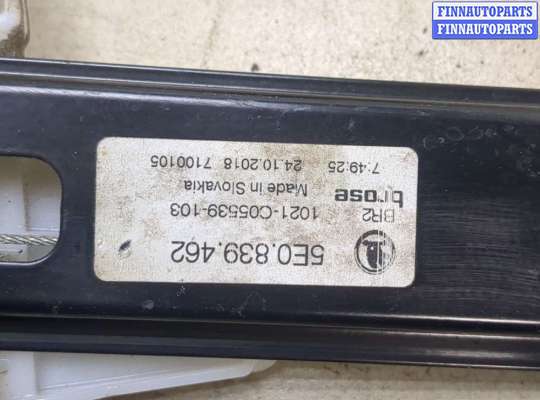 FINNAUTOPARTS
FINNAUTOPARTS
5E0.839.462
BR2 1021-C05539-103
brose Made in Slovakia
7:49:25 24.10.2018 7100105